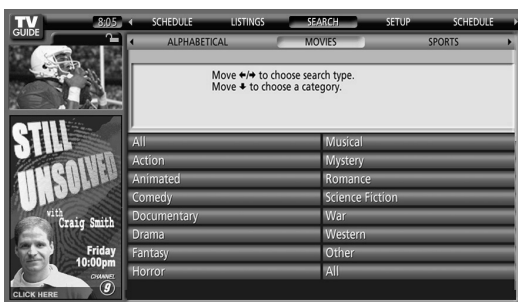 TV
GUIDE
8:05
SCHEDULE LISTINGS SEARCH SETUP SCHEDULE
ALPHABETICAL MOVIES SPORTS
Move ←/→ to choose search type.
Move ↓ to choose a category.
STILL
UNSOLVED
with
Craig Smith
Friday
10:00pm
CHANNEL
9
CLICK HERE
All Musical
Action Mystery
Animated Romance
Comedy Science Fiction
Documentary War
Drama Western
Fantasy Other
Horror All